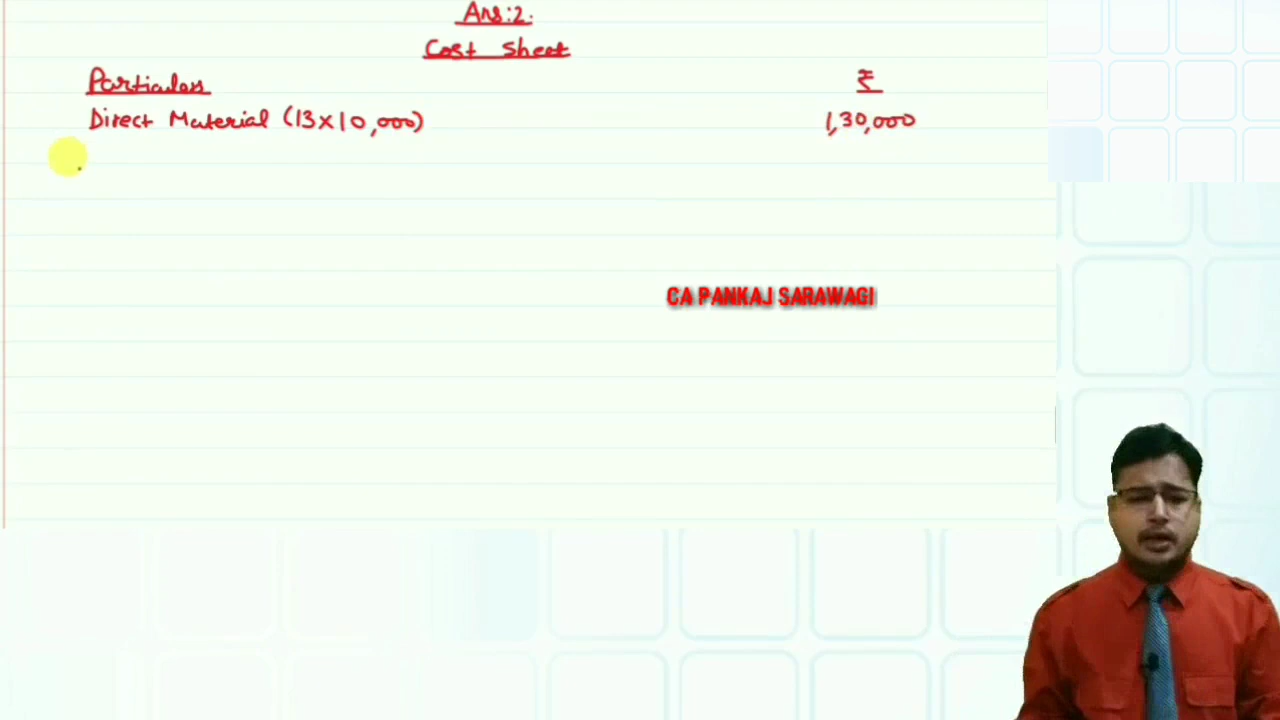 Ans:2.
Cost Sheet
Particulars ₹
Direct Material (13×10,000) 1,30,000
CA PANKAJ SARAWAGI